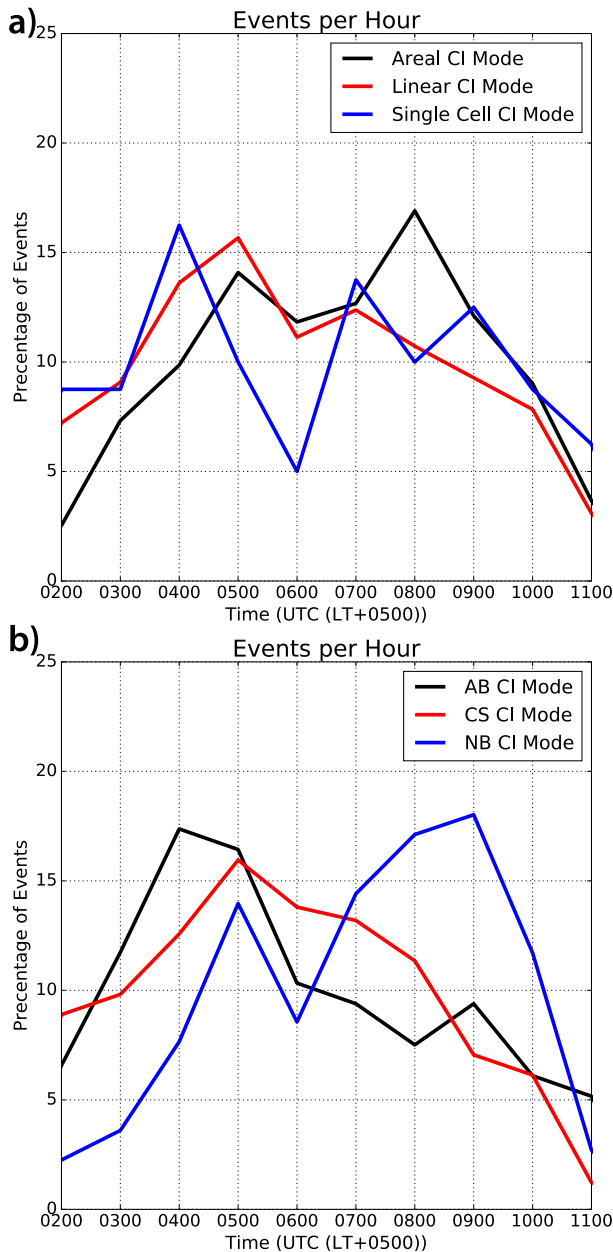 a)
Events per Hour
Areal CI Mode
Linear CI Mode
Single Cell CI Mode
Precentage of Events
25
20
15
10
5
0
0200 0300 0400 0500 0600 0700 0800 0900 1000 1100
Time (UTC (LT+0500))
b)
Events per Hour
AB CI Mode
CS CI Mode
NB CI Mode
Precentage of Events
25
20
15
10
5
0
0200 0300 0400 0500 0600 0700 0800 0900 1000 1100
Time (UTC (LT+0500))